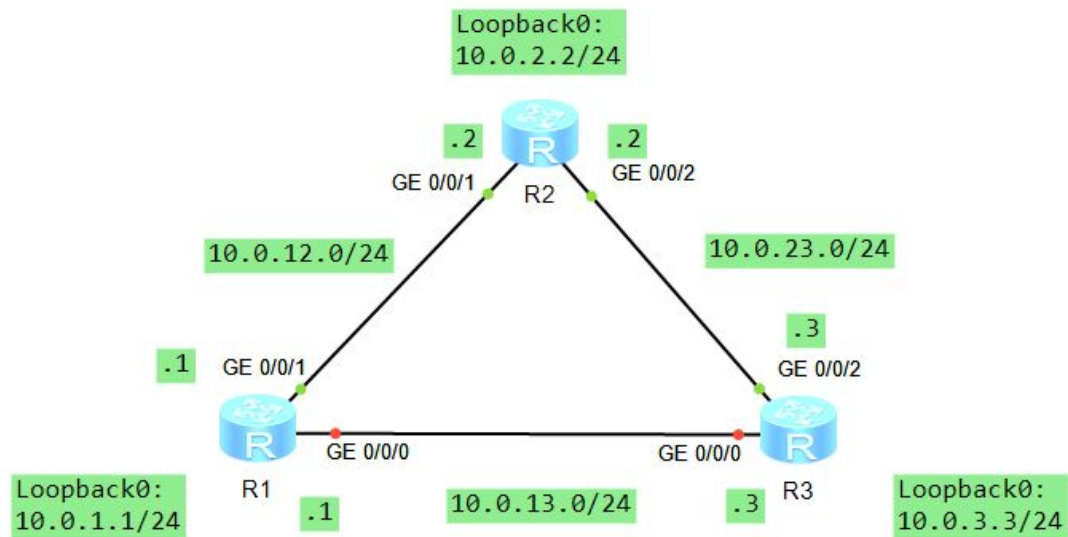 Loopback0:
10.0.2.2/24
.2
.2
R
GE 0/0/1
GE 0/0/2
R2
10.0.12.0/24
10.0.23.0/24
.3
.1
GE 0/0/1
GE 0/0/2
R
R
GE 0/0/0
GE 0/0/0
Loopback0:
10.0.1.1/24
R1
.1
10.0.13.0/24
.3
R3
Loopback0:
10.0.3.3/24